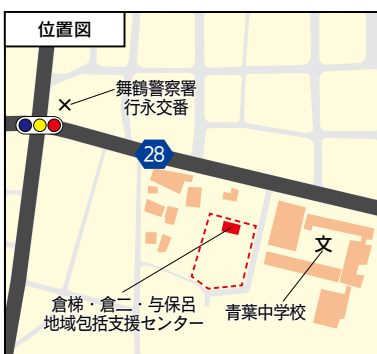 位置図
舞鶴警察署
行永交番
28
文
倉梯・倉二・与保呂
地域包括支援センター
青葉中学校